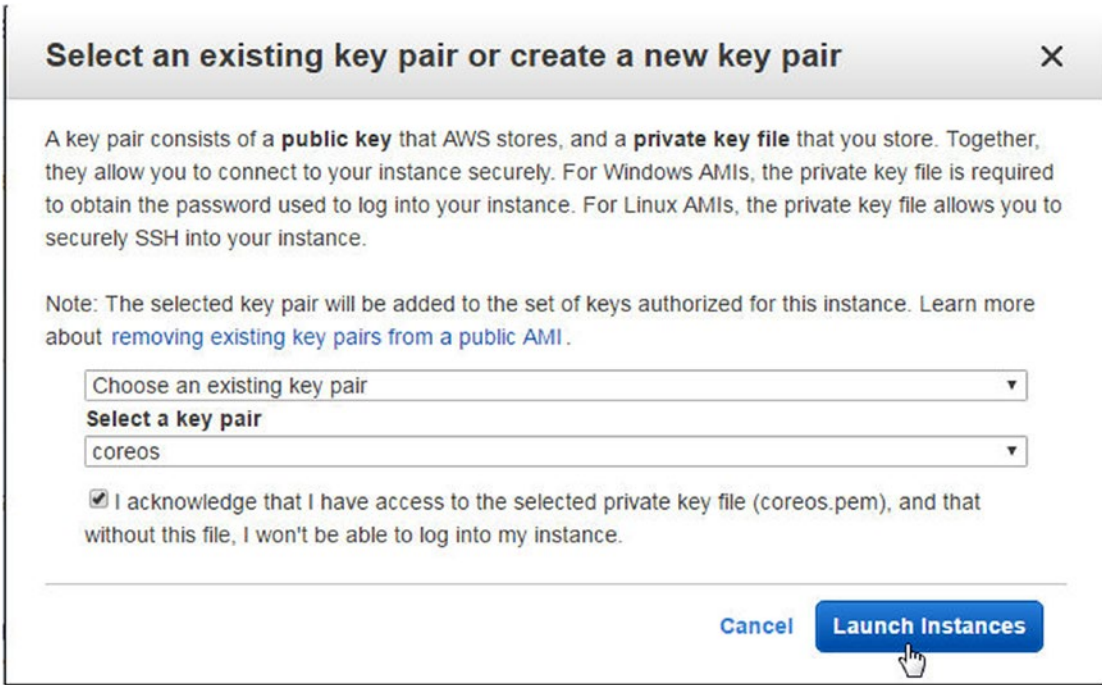 Select an existing key pair or create a new key pair
A key pair consists of a public key that AWS stores, and a private key file that you store. Together,
they allow you to connect to your instance securely. For Windows AMIs, the private key file is required
to obtain the password used to log into your instance. For Linux AMIs, the private key file allows you to
securely SSH into your instance.
Note: The selected key pair will be added to the set of keys authorized for this instance. Learn more
about removing existing key pairs from a public AMI.
Choose an existing key pair
Select a key pair
coreos
I acknowledge that I have access to the selected private key file (coreos.pem), and that
without this file, I won't be able to log into my instance.
Cancel Launch Instances